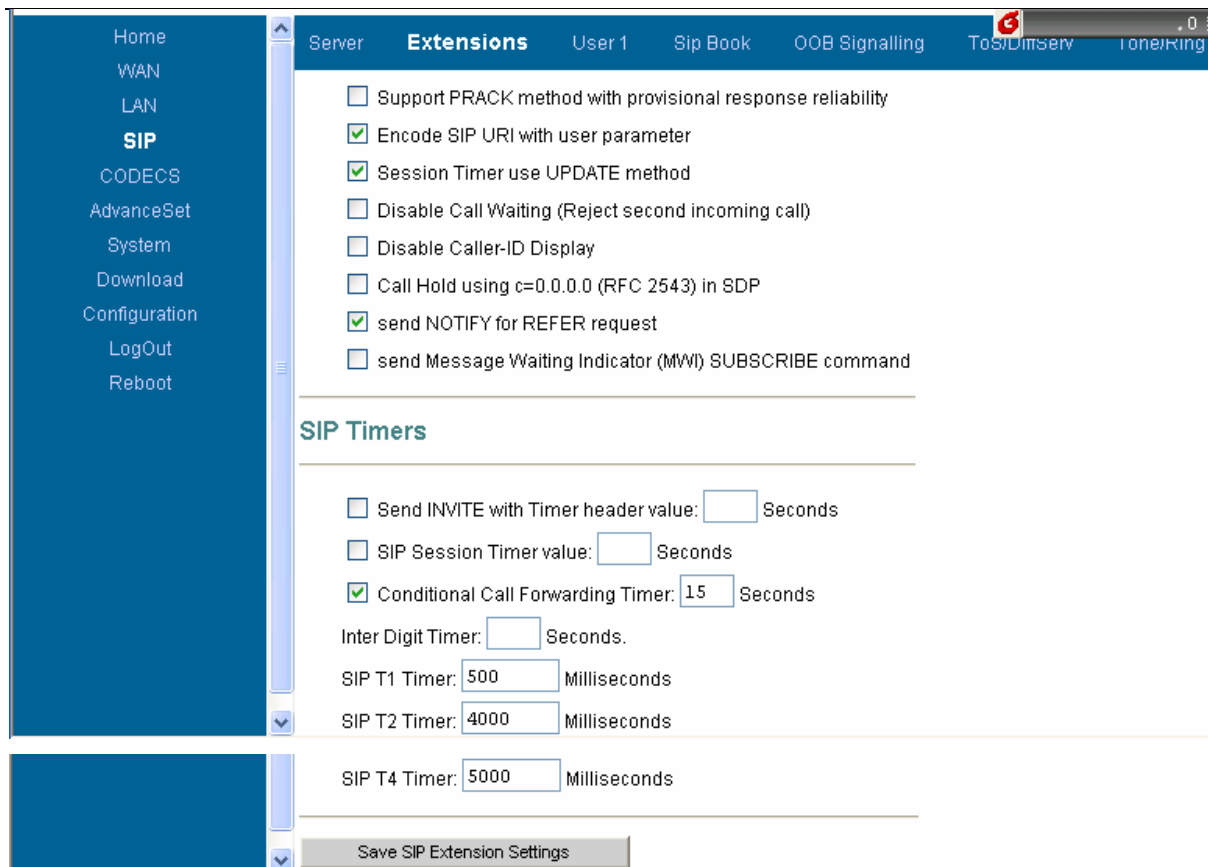 Home
WAN
LAN
SIP
CODECS
AdvanceSet
System
Download
Configuration
LogOut
Reboot
Server Extensions User 1 Sip Book OOB Signalling ToS/DiffServ Tone/Ring
.0
Support PRACK method with provisional response reliability
Encode SIP URI with user parameter
Session Timer use UPDATE method
Disable Call Waiting (Reject second incoming call)
Disable Caller-ID Display
Call Hold using c=0.0.0.0 (RFC 2543) in SDP
send NOTIFY for REFER request
send Message Waiting Indicator (MWI) SUBSCRIBE command
SIP Timers
Send INVITE with Timer header value: Seconds
SIP Session Timer value: Seconds
Conditional Call Forwarding Timer: 15 Seconds
Inter Digit Timer: Seconds.
SIP T1 Timer: 500 Milliseconds
SIP T2 Timer: 4000 Milliseconds
SIP T4 Timer: 5000 Milliseconds
Save SIP Extension Settings